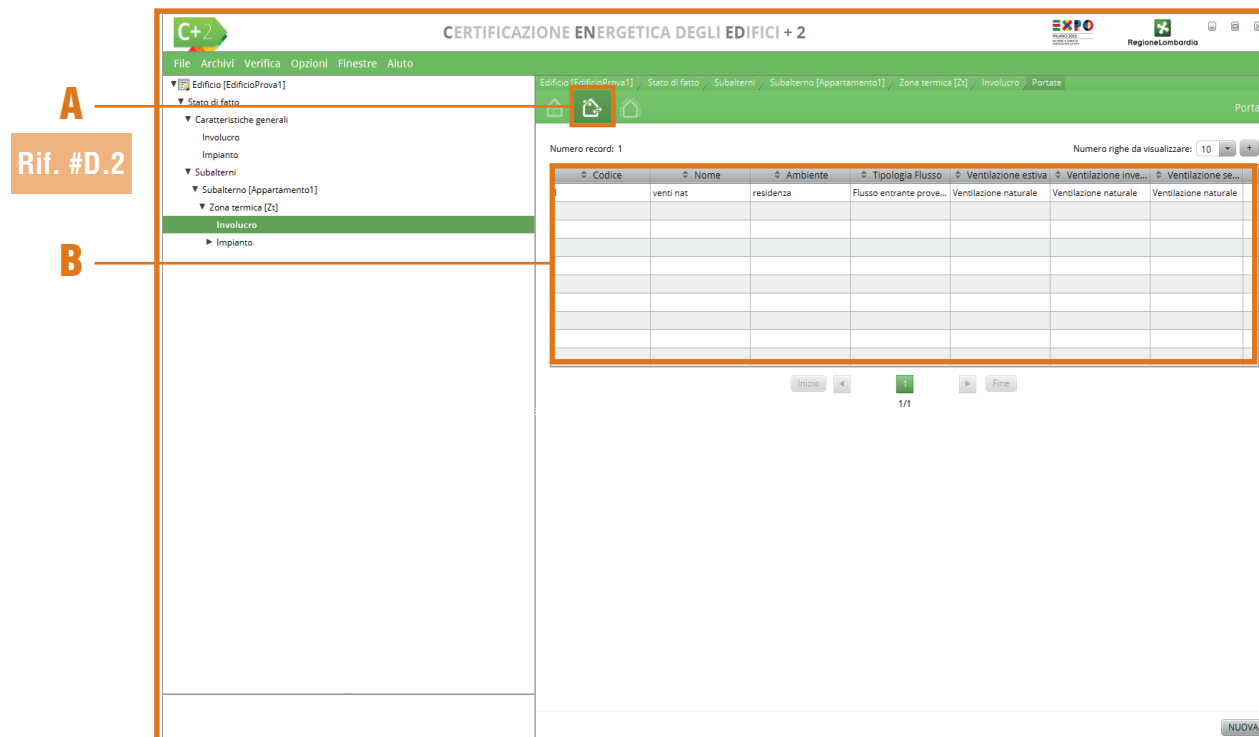 C+2
CERTIFICAZIONE ENERGETICA DEGLI EDIFICI + 2
EXPO
MILANO 2015
RegioneLombardia
File Archivi Verifica Opzioni Finestre Aiuto
A
Rif. #D.2
B
Edificio [EdificioProva1]
Stato di fatto
Caratteristiche generali
Involucro
Impianto
Subalterni
Subalterno [Appartamento1]
Zona termica [Zt]
Involucro
Impianto
Edificio [EdificioProva1] / Stato di fatto / Subalterni / Subalterno [Appartamento1] / Zona termica [Zt] / Involucro / Portate
Porta
Numero record: 1
Numero righe da visualizzare: 10 +
Codice Nome Ambiente Tipologia Flusso Ventilazione estiva Ventilazione inve... Ventilazione se...
venti nat residenza Flusso entrante prove... Ventilazione naturale Ventilazione naturale Ventilazione naturale
Inizio 1 Fine
1/1
NUOVA